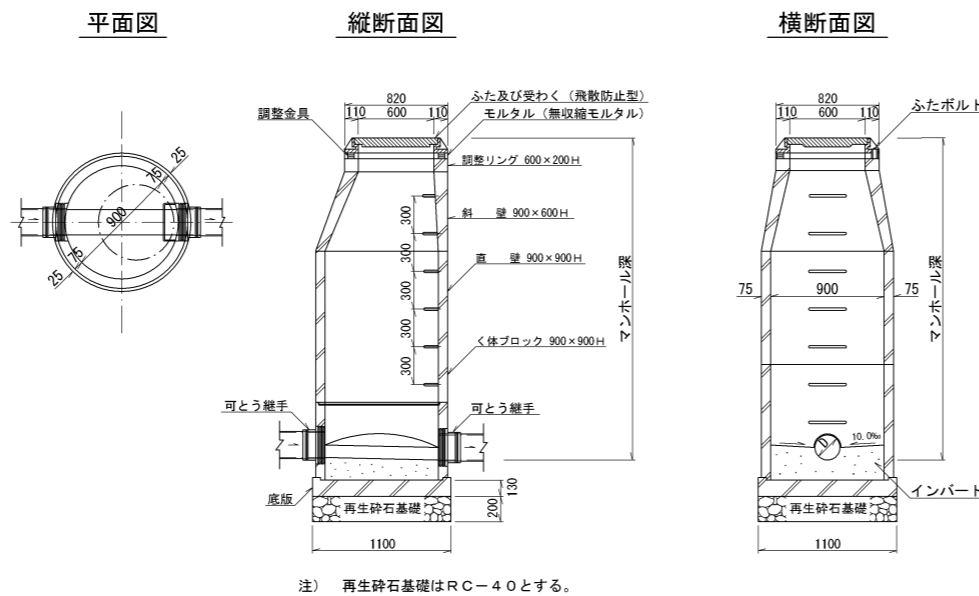 平面図
縦断面図
横断面図
25
75
900
75
25
820
110
600
110
調整金具
ふた及び受わく（飛散防止型）
モルタル（無収縮モルタル）
調整リング 600×200H
斜　壁 900×600H
直　壁 900×900H
く体ブロック 900×900H
300
300
300
300
300
マンホール深
可とう継手
可とう継手
底版
再生砕石基礎
130
200
1100
820
110
600
110
ふたボルト
75
900
75
マンホール深
D
10.0‰
インバート
再生砕石基礎
1100
注）　再生砕石基礎はＲＣ－４０とする。